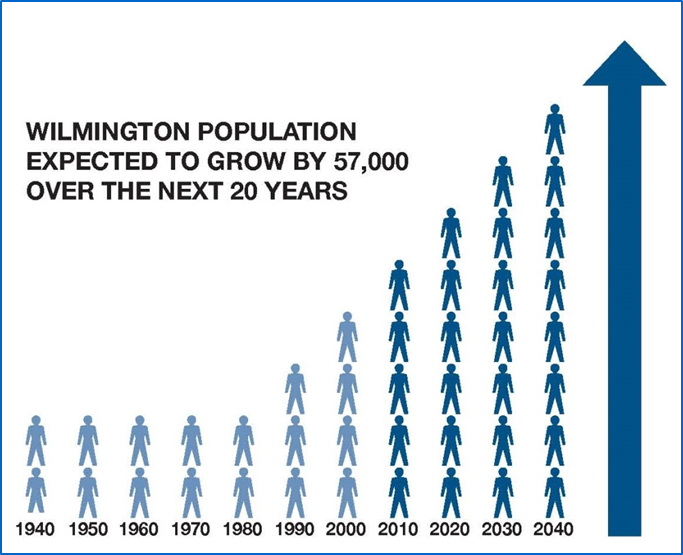 WILMINGTON POPULATION
EXPECTED TO GROW BY 57,000
OVER THE NEXT 20 YEARS
1940 1950 1960 1970 1980 1990 2000 2010 2020 2030 2040